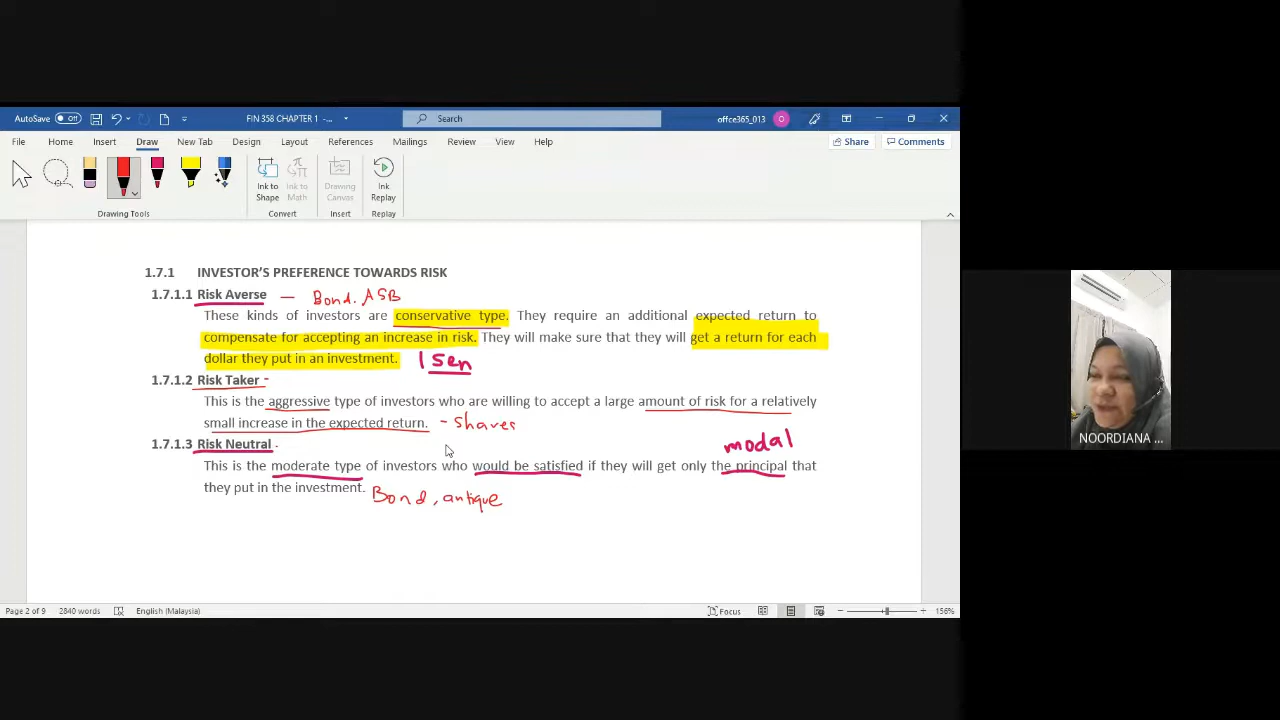 AutoSave Off FIN 358 CHAPTER 1 -... Search offce365_013 O
File Home Insert Draw New Tab Design Layout References Mailings Review View Help Share Comments
Ink to Shape Ink to Math Drawing Canvas Ink Replay
Drawing Tools Convert Insert Replay
1.7.1 INVESTOR'S PREFERENCE TOWARDS RISK
1.7.1.1 Risk Averse — Bond. ASB
These kinds of investors are conservative type. They require an additional expected return to
compensate for accepting an increase in risk. They will make sure that they will get a return for each
dollar they put in an investment. 1 sen
1.7.1.2 Risk Taker -
This is the aggressive type of investors who are willing to accept a large amount of risk for a relatively
small increase in the expected return. - shares
1.7.1.3 Risk Neutral - modal
This is the moderate type of investors who would be satisfied if they will get only the principal that
they put in the investment. Bond, antique
NOORDIANA ...
Page 2 of 9 2840 words English (Malaysia) Focus 156%